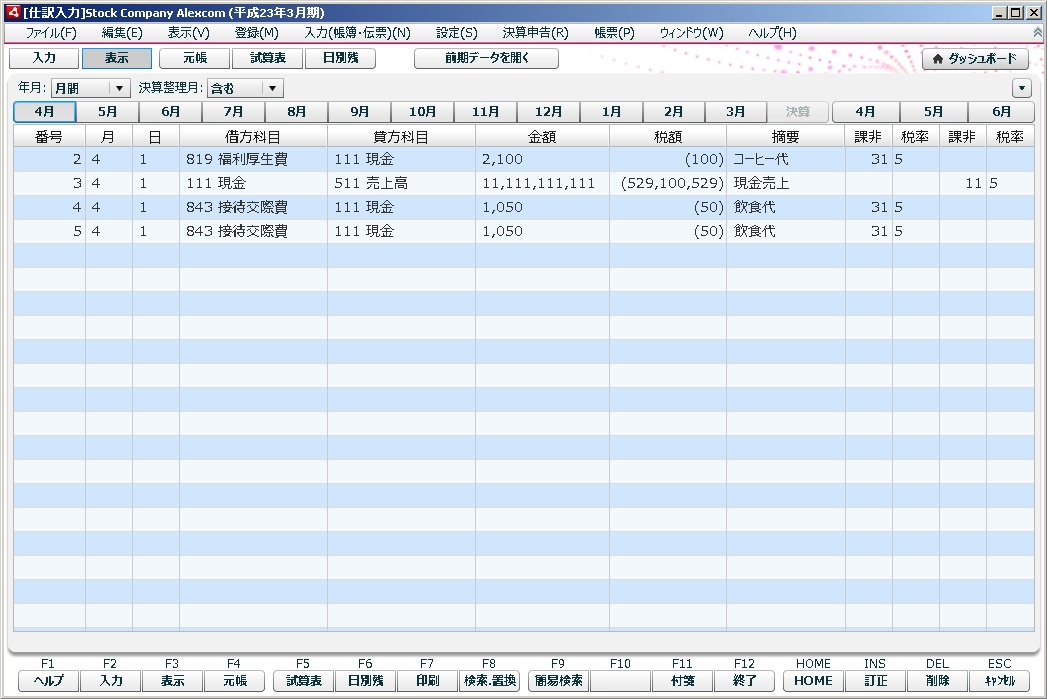 [仕訳入力]Stock Company Alexcom (平成23年3月期)
ファイル(F) 編集(E) 表示(V) 登録(M) 入力(帳簿･伝票)(N) 設定(S) 決算申告(R) 帳票(P) ウィンドウ(W) ヘルプ(H)
入力 表示 元帳 試算表 日別残 前期データを開く ダッシュボード
年月: 月間 決算整理月: 含む
4月 5月 6月 7月 8月 9月 10月 11月 12月 1月 2月 3月 決算 4月 5月 6月
番号 月 日 借方科目 貸方科目 金額 税額 摘要 課非 税率 課非 税率
2 4 1 819 福利厚生費 111 現金 2,100 (100) コーヒー代 31 5
3 4 1 111 現金 511 売上高 11,111,111,111 (529,100,529) 現金売上 11 5
4 4 1 843 接待交際費 111 現金 1,050 (50) 飲食代 31 5
5 4 1 843 接待交際費 111 現金 1,050 (50) 飲食代 31 5
F1 F2 F3 F4 F5 F6 F7 F8 F9 F10 F11 F12 HOME INS DEL ESC
ヘルプ 入力 表示 元帳 試算表 日別残 印刷 検索.置換 簡易検索 付箋 終了 HOME 訂正 削除 ｷｬﾝｾﾙ